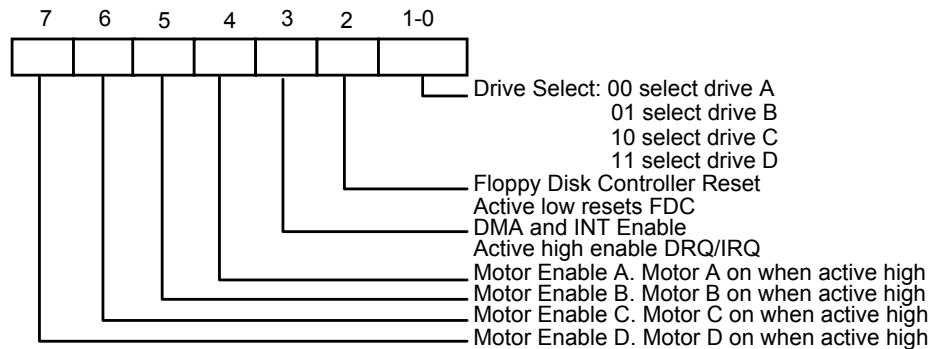 7 6 5 4 3 2 1-0
Drive Select: 00 select drive A
01 select drive B
10 select drive C
11 select drive D
Floppy Disk Controller Reset
Active low resets FDC
DMA and INT Enable
Active high enable DRQ/IRQ
Motor Enable A. Motor A on when active high
Motor Enable B. Motor B on when active high
Motor Enable C. Motor C on when active high
Motor Enable D. Motor D on when active high